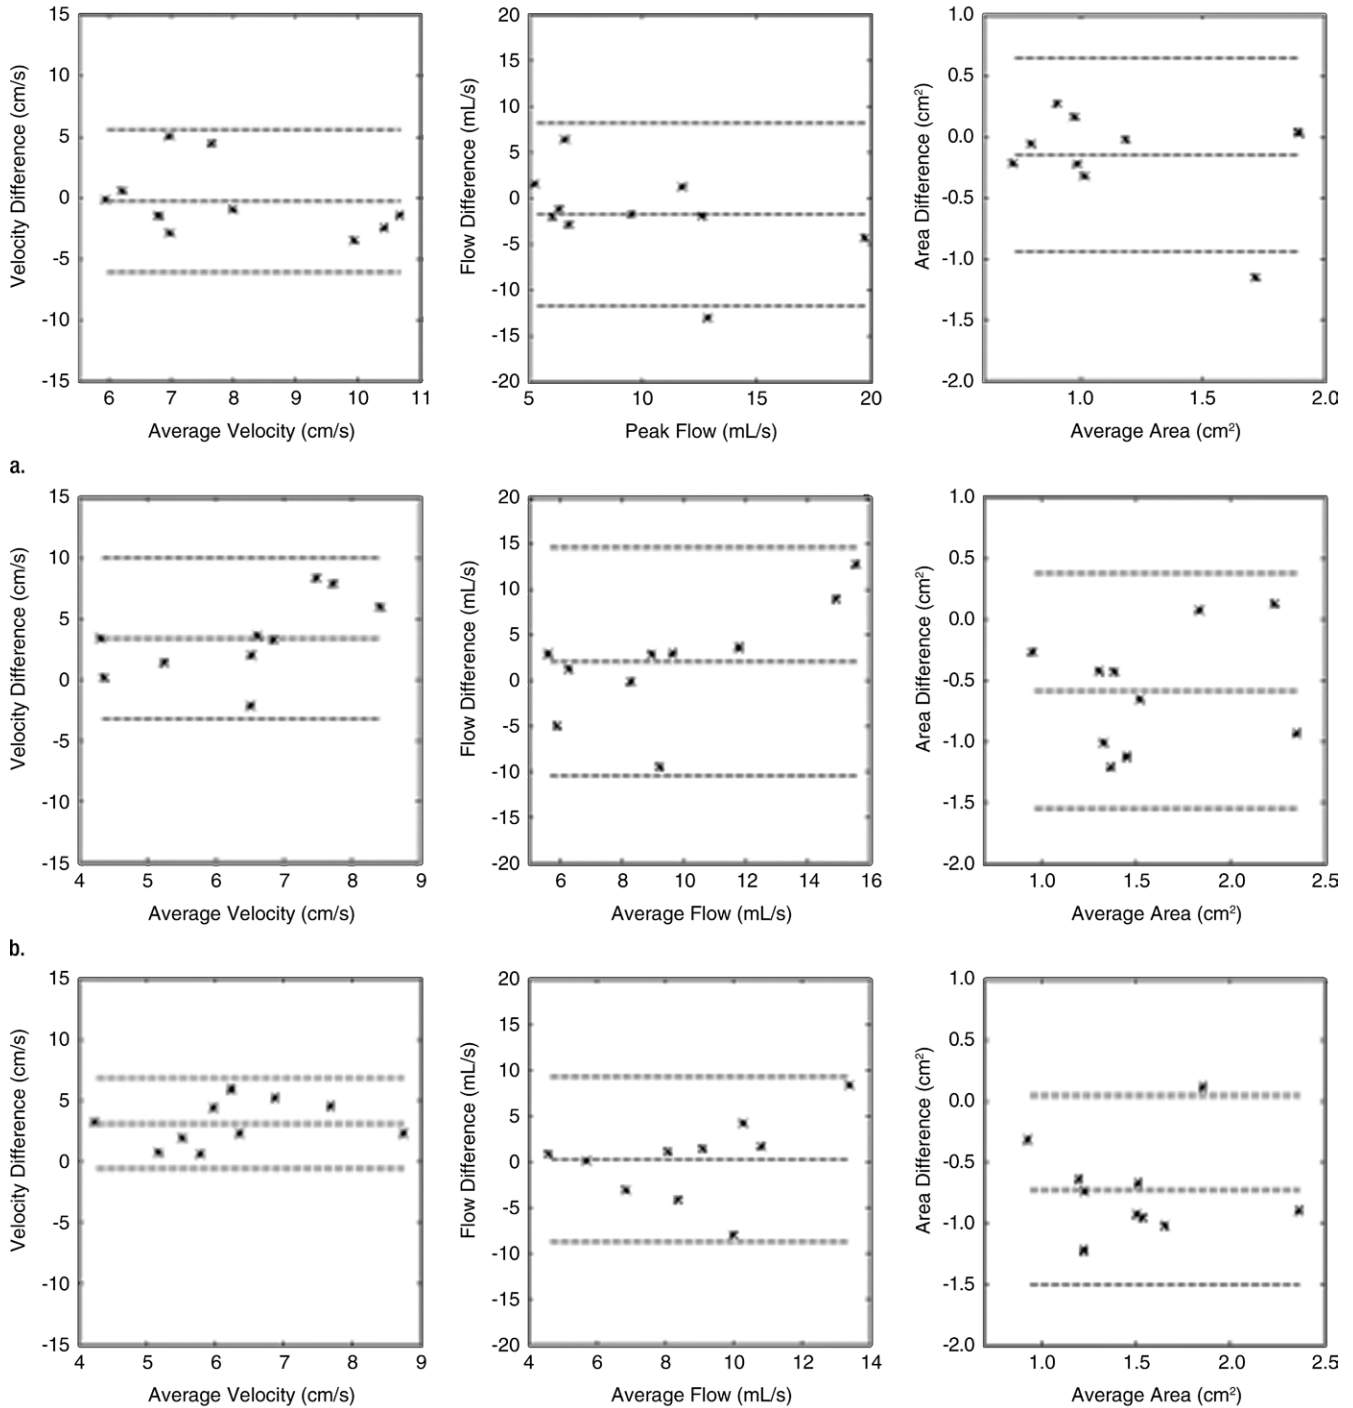 15
10
5
0
-5
-10
-15
6 7 8 9 10 11
Velocity Difference (cm/s)
Average Velocity (cm/s)
20
15
10
5
0
-5
-10
-15
-20
5 10 15 20
Flow Difference (mL/s)
Peak Flow (mL/s)
1.0
0.5
0.0
-0.5
-1.0
-1.5
-2.0
1.0 1.5 2.0
Area Difference (cm²)
Average Area (cm²)
a.
15
10
5
0
-5
-10
-15
4 5 6 7 8 9
Velocity Difference (cm/s)
Average Velocity (cm/s)
20
15
10
5
0
-5
-10
-15
-20
6 8 10 12 14 16
Flow Difference (mL/s)
Average Flow (mL/s)
1.0
0.5
0.0
-0.5
-1.0
-1.5
-2.0
1.0 1.5 2.0 2.5
Area Difference (cm²)
Average Area (cm²)
b.
15
10
5
0
-5
-10
-15
4 5 6 7 8 9
Velocity Difference (cm/s)
Average Velocity (cm/s)
20
15
10
5
0
-5
-10
-15
-20
4 6 8 10 12 14
Flow Difference (mL/s)
Average Flow (mL/s)
1.0
0.5
0.0
-0.5
-1.0
-1.5
-2.0
1.0 1.5 2.0 2.5
Area Difference (cm²)
Average Area (cm²)